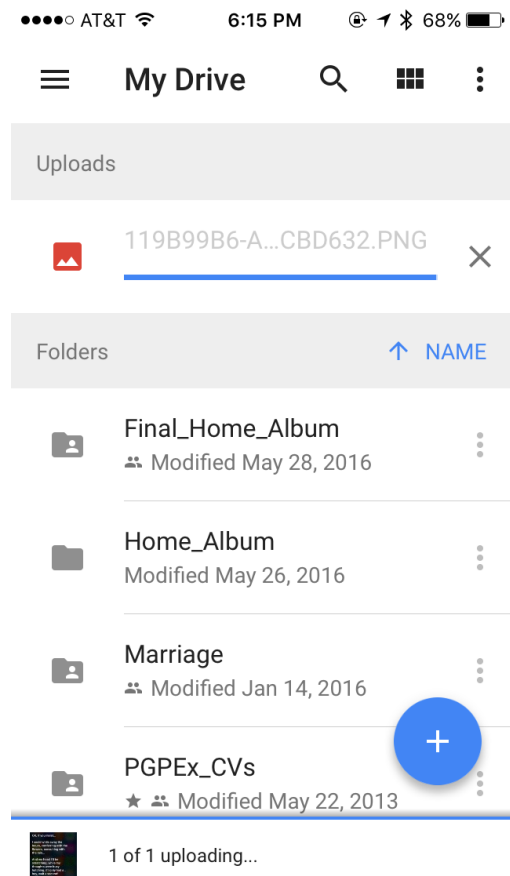 AT&T 6:15 PM 68%
My Drive
Uploads
119B99B6-A...CBD632.PNG
Folders NAME
Final_Home_Album
Modified May 28, 2016
Home_Album
Modified May 26, 2016
Marriage
Modified Jan 14, 2016
PGPEx_CVs
Modified May 22, 2013
1 of 1 uploading...